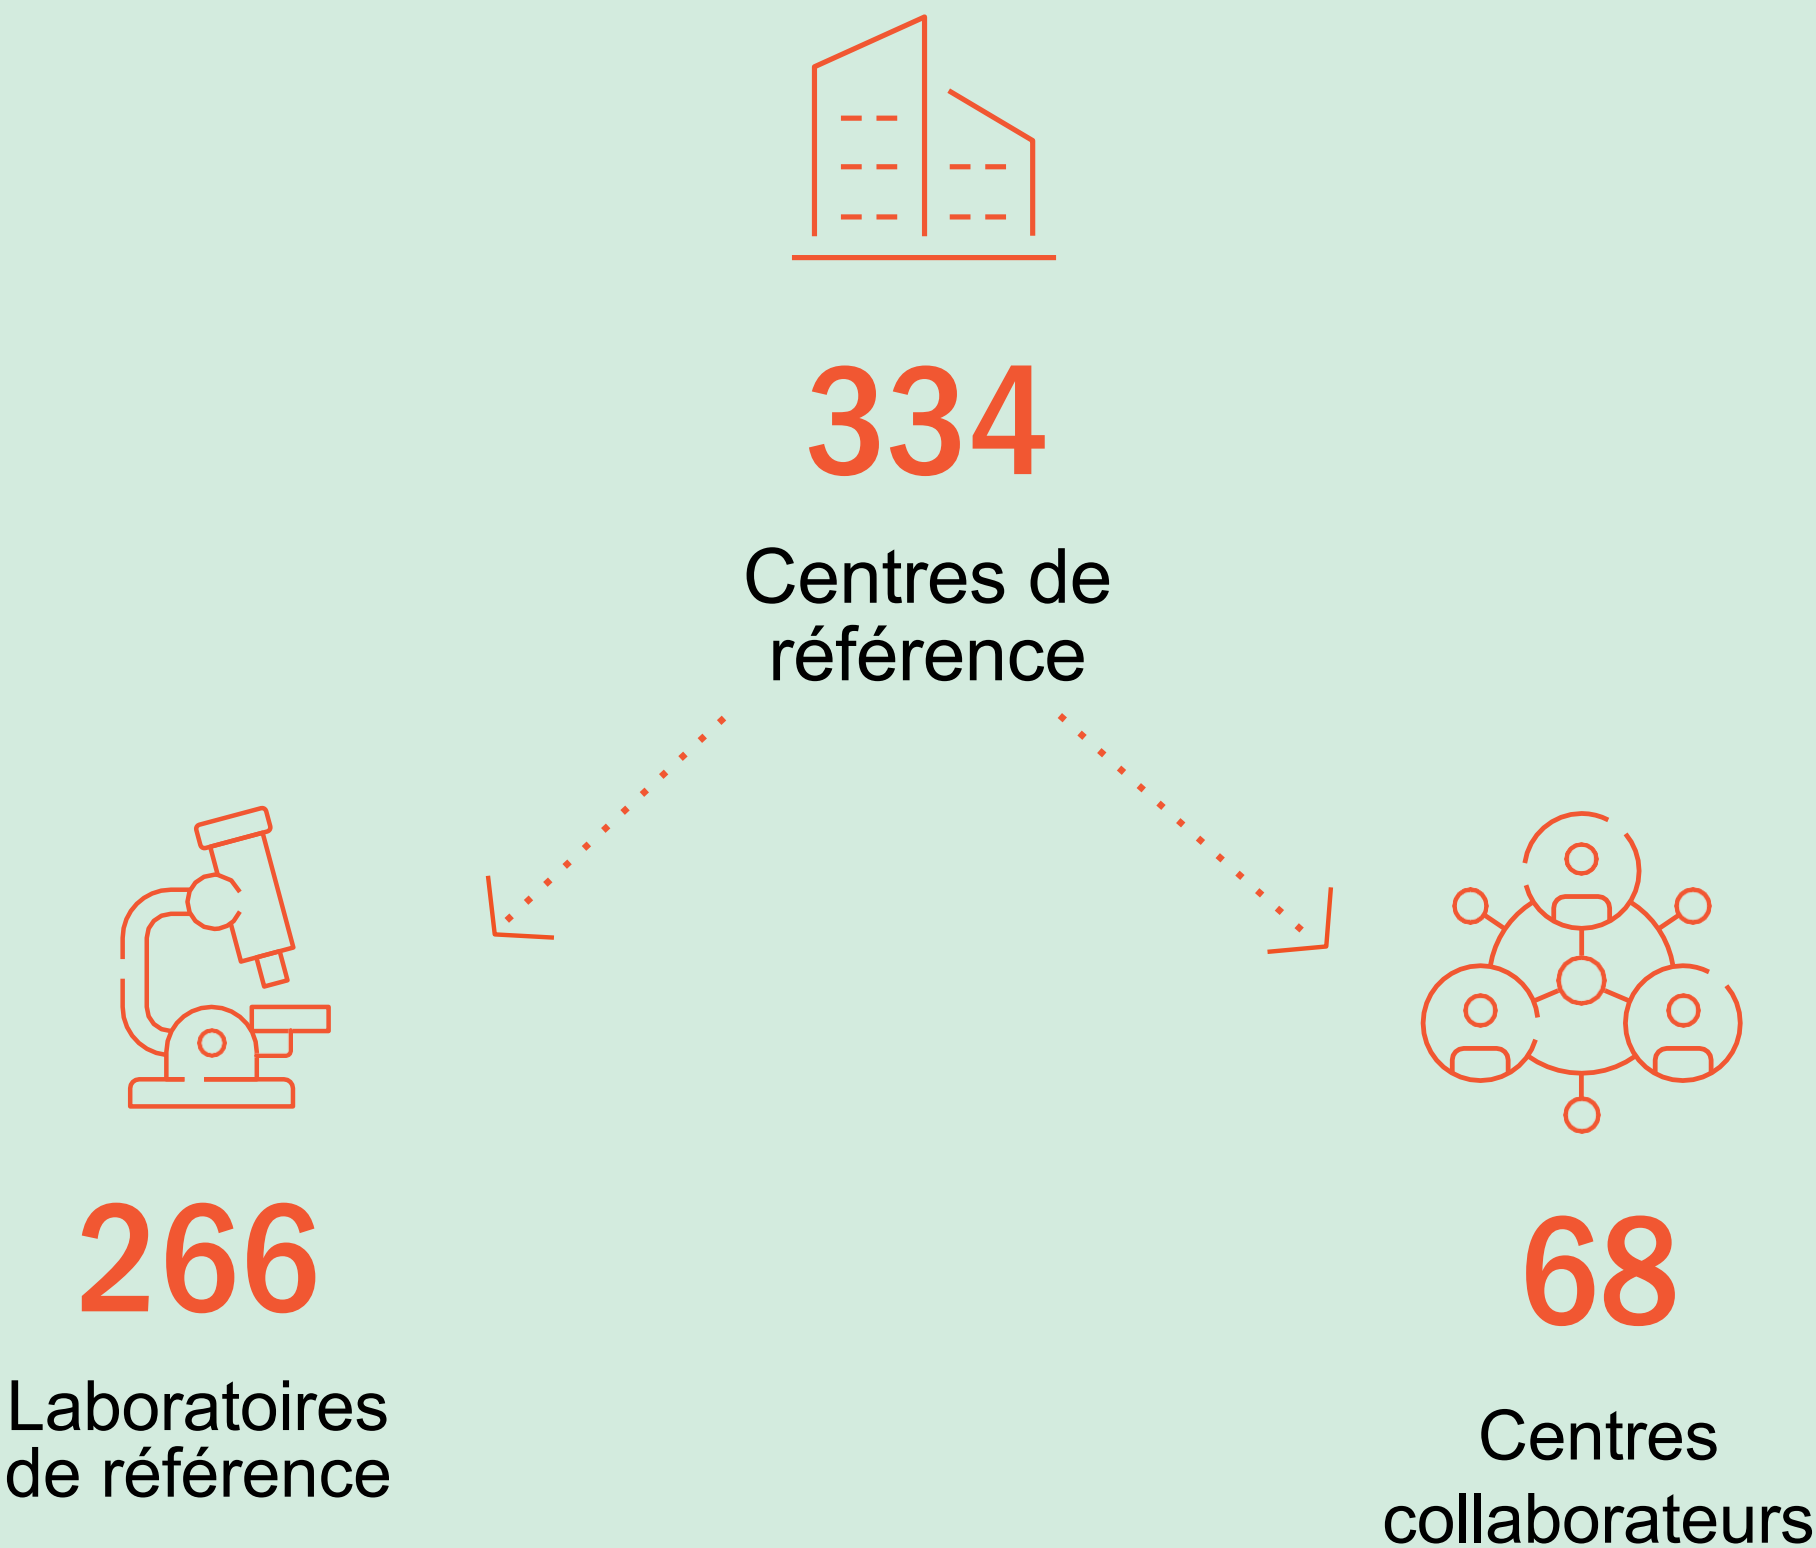 334
Centres de
référence
266
Laboratoires
de référence
68
Centres
collaborateurs